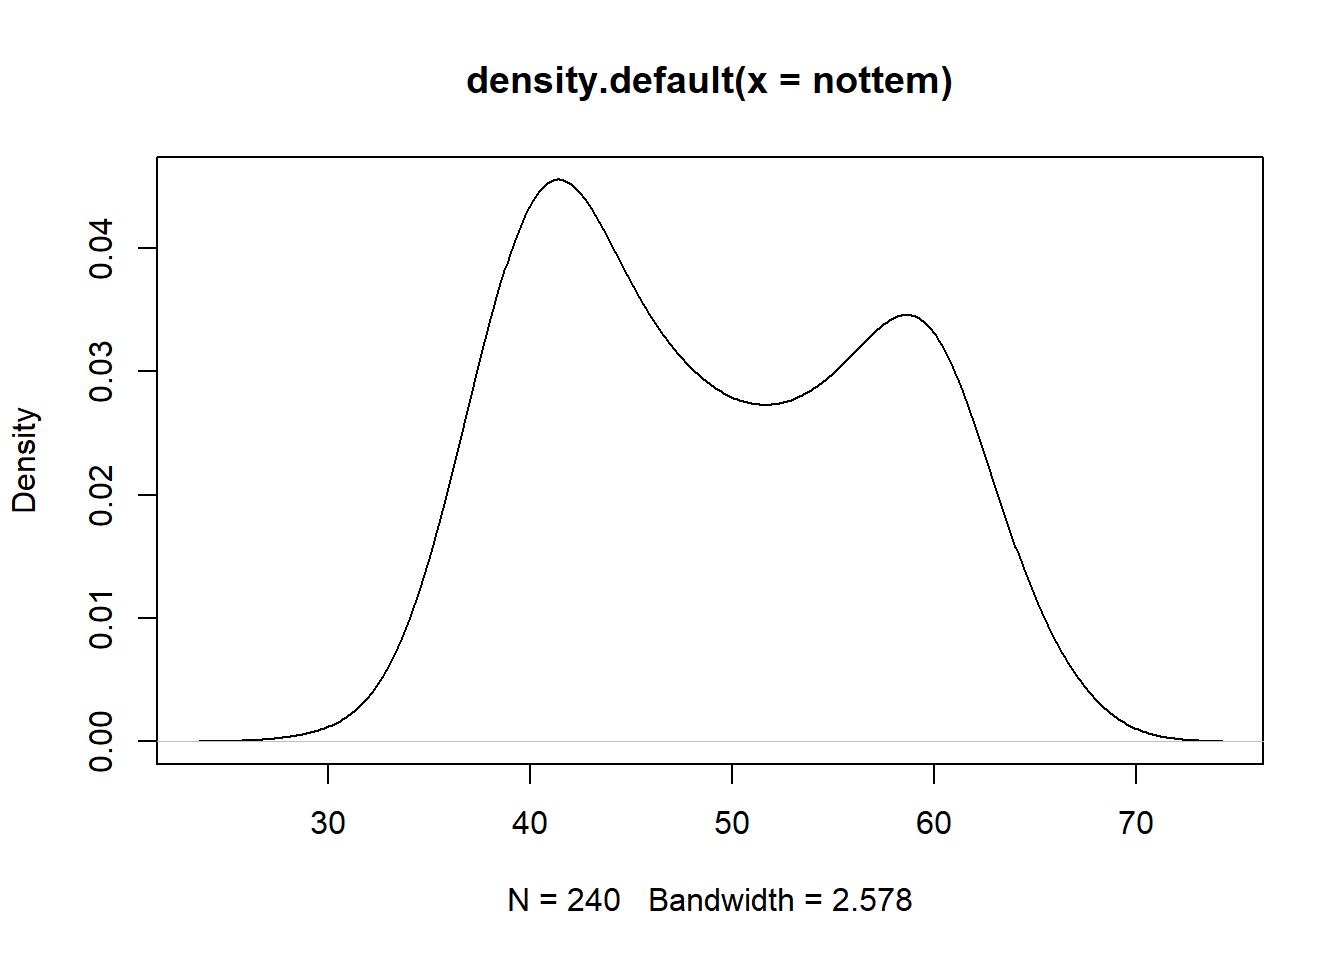 density.default(x = nottem)
Density
0.04
0.03
0.02
0.01
0.00
30 40 50 60 70
N = 240 Bandwidth = 2.578